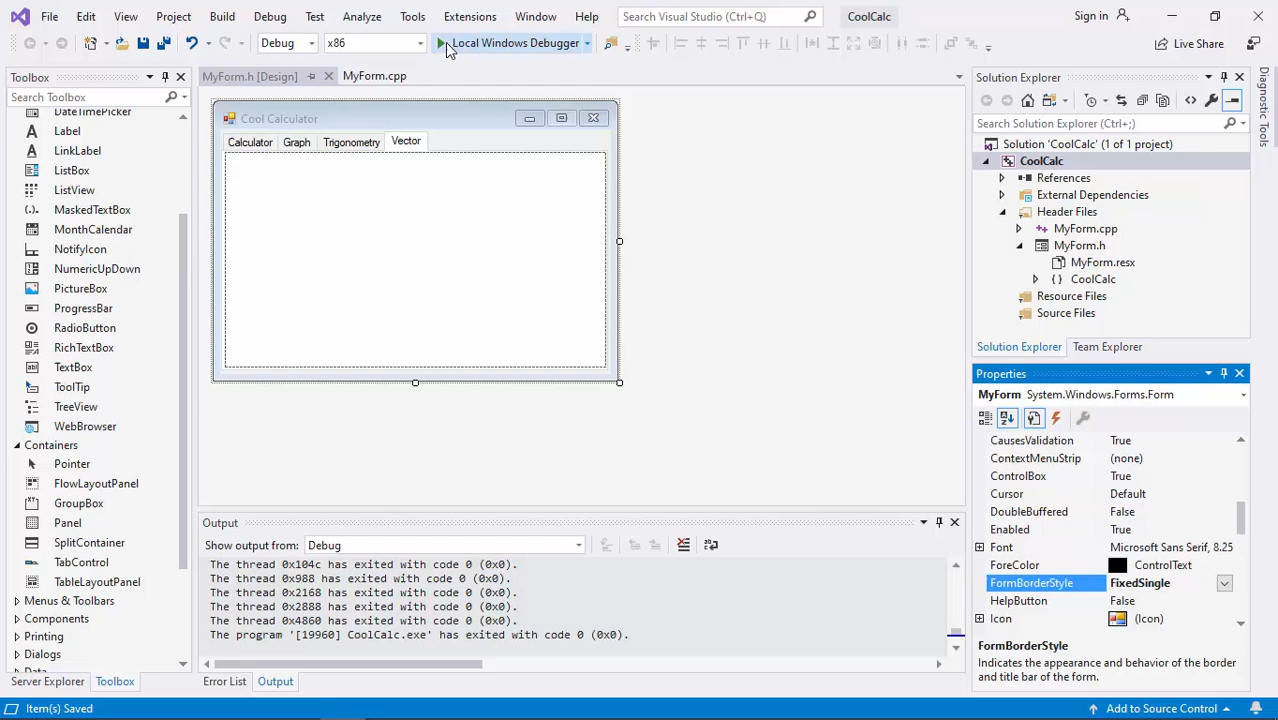 File Edit View Project Build Debug Test Analyze Tools Extensions Window Help Search Visual Studio (Ctrl+Q) CoolCalc Sign in
Debug x86 Local Windows Debugger Live Share
Toolbox
Search Toolbox
DateTimePicker
Label
LinkLabel
ListBox
ListView
MaskedTextBox
MonthCalendar
NotifyIcon
NumericUpDown
PictureBox
ProgressBar
RadioButton
RichTextBox
TextBox
ToolTip
TreeView
WebBrowser
Containers
Pointer
FlowLayoutPanel
GroupBox
Panel
SplitContainer
TabControl
TableLayoutPanel
Menus & Toolbars
Components
Printing
Dialogs
Data
Server Explorer Toolbox
MyForm.h [Design] MyForm.cpp
Cool Calculator
Calculator Graph Trigonometry Vector
Output
Show output from: Debug
The thread 0x104c has exited with code 0 (0x0).
The thread 0x988 has exited with code 0 (0x0).
The thread 0x2168 has exited with code 0 (0x0).
The thread 0x2888 has exited with code 0 (0x0).
The thread 0x4860 has exited with code 0 (0x0).
The program '[19960] CoolCalc.exe' has exited with code 0 (0x0).
Error List Output
Solution Explorer
Search Solution Explorer (Ctrl+;)
Solution 'CoolCalc' (1 of 1 project)
CoolCalc
References
External Dependencies
Header Files
MyForm.cpp
MyForm.h
MyForm.resx
CoolCalc
Resource Files
Source Files
Solution Explorer Team Explorer
Properties
MyForm System.Windows.Forms.Form
CausesValidation True
ContextMenuStrip (none)
ControlBox True
Cursor Default
DoubleBuffered False
Enabled True
Font Microsoft Sans Serif, 8.25
ForeColor ControlText
FormBorderStyle FixedSingle
HelpButton False
Icon (Icon)
FormBorderStyle
Indicates the appearance and behavior of the border
and title bar of the form.
Diagnostic Tools
Item(s) Saved Add to Source Control